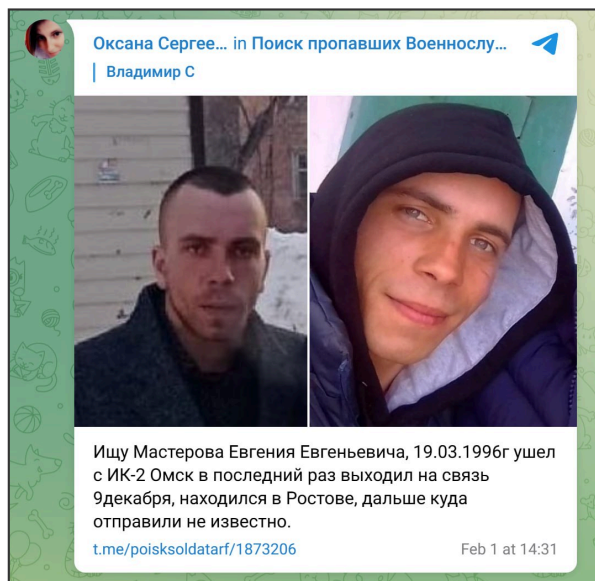 Оксана Сергее... in Поиск пропавших Военнослу...
Владимир С
Ищу Мастерова Евгения Евгеньевича, 19.03.1996г ушел
с ИК-2 Омск в последний раз выходил на связь
9декабря, находился в Ростове, дальше куда
отправили не известно.
t.me/poisksoldatarf/1873206
Feb 1 at 14:31